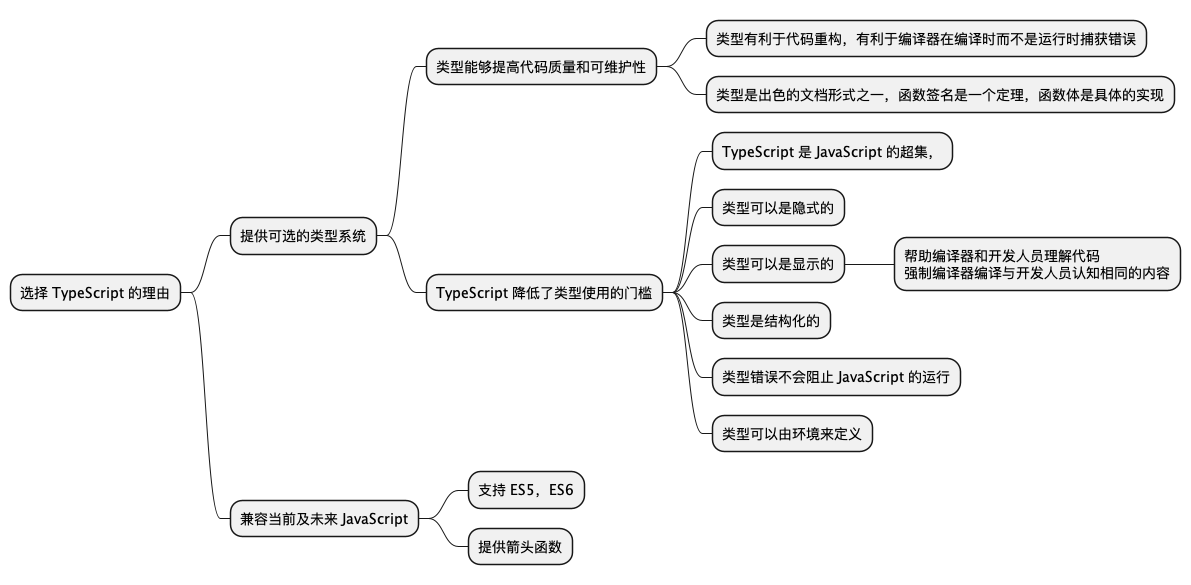 选择 TypeScript 的理由
提供可选的类型系统
类型能够提高代码质量和可维护性
类型有利于代码重构，有利于编译器在编译时而不是运行时捕获错误
类型是出色的文档形式之一，函数签名是一个定理，函数体是具体的实现
TypeScript 降低了类型使用的门槛
TypeScript 是 JavaScript 的超集，
类型可以是隐式的
类型可以是显示的
帮助编译器和开发人员理解代码
强制编译器编译与开发人员认知相同的内容
类型是结构化的
类型错误不会阻止 JavaScript 的运行
类型可以由环境来定义
兼容当前及未来 JavaScript
支持 ES5，ES6
提供箭头函数